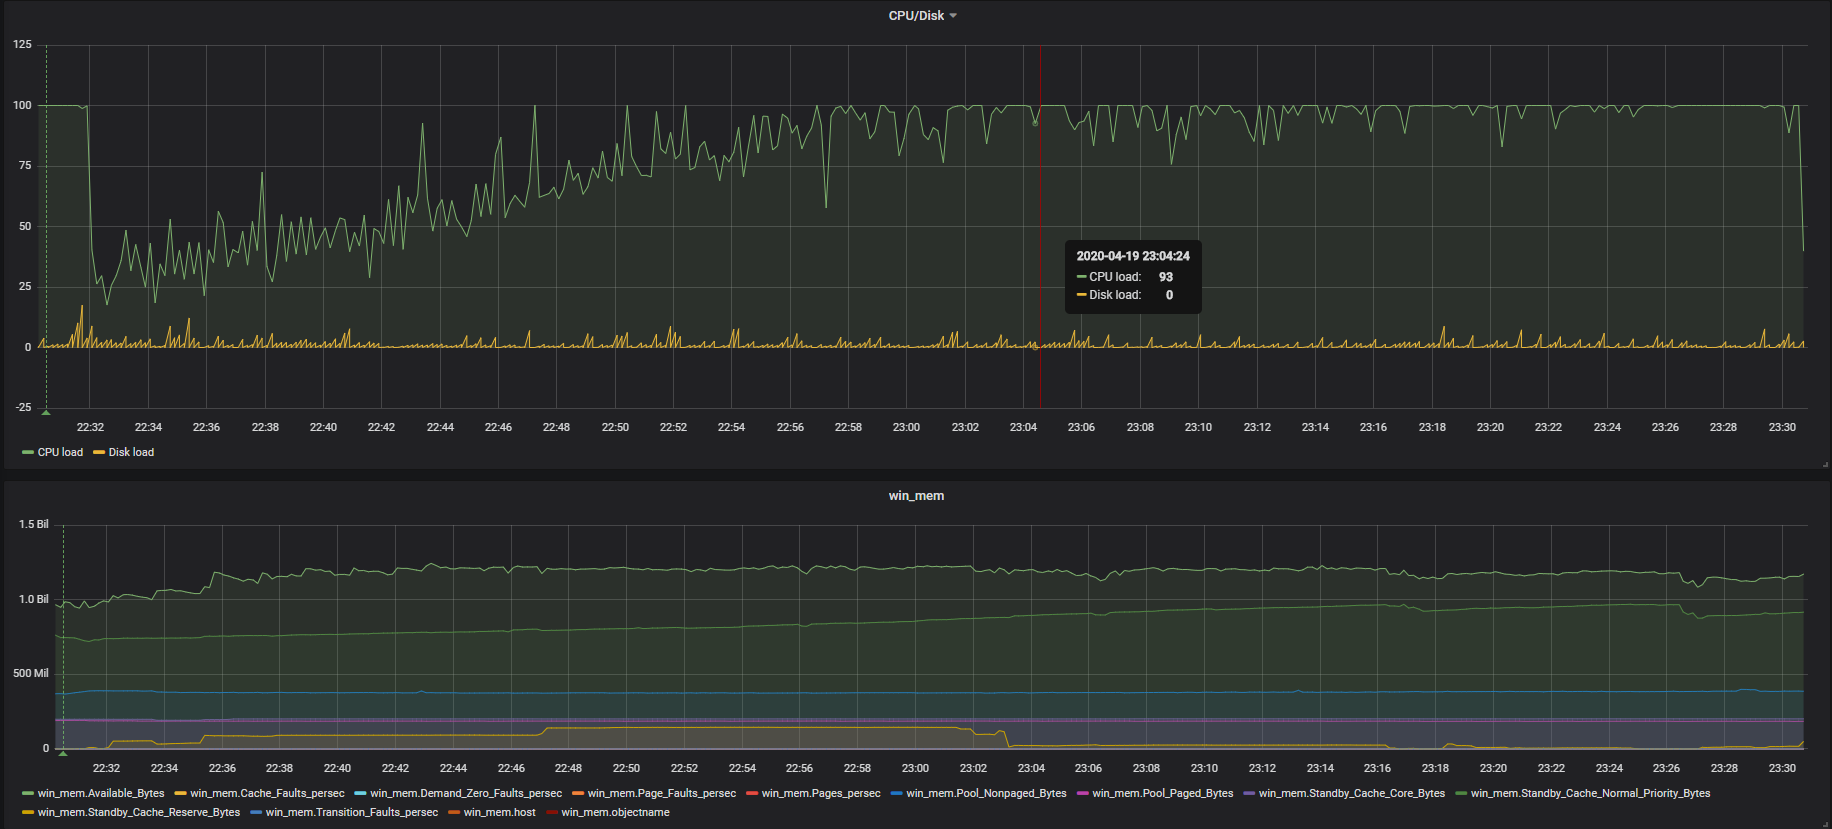 CPU/Disk
125
100
75
50
25
0
-25
2020-04-19 23:04:24
CPU load: 93
Disk load: 0
22:32 22:34 22:36 22:38 22:40 22:42 22:44 22:46 22:48 22:50 22:52 22:54 22:56 22:58 23:00 23:02 23:04 23:06 23:08 23:10 23:12 23:14 23:16 23:18 23:20 23:22 23:24 23:26 23:28 23:30
CPU load Disk load
win_mem
1.5 Bil
1.0 Bil
500 Mil
0
22:32 22:34 22:36 22:38 22:40 22:42 22:44 22:46 22:48 22:50 22:52 22:54 22:56 22:58 23:00 23:02 23:04 23:06 23:08 23:10 23:12 23:14 23:16 23:18 23:20 23:22 23:24 23:26 23:28 23:30
win_mem.Available_Bytes win_mem.Cache_Faults_persec win_mem.Demand_Zero_Faults_persec win_mem.Page_Faults_persec win_mem.Pages_persec win_mem.Pool_Nonpaged_Bytes win_mem.Pool_Paged_Bytes win_mem.Standby_Cache_Core_Bytes win_mem.Standby_Cache_Normal_Priority_Bytes
win_mem.Standby_Cache_Reserve_Bytes win_mem.Transition_Faults_persec win_mem.host win_mem.objectname